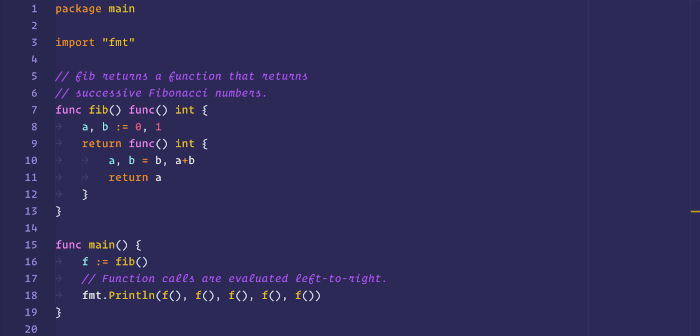 1 package main
2
3 import "fmt"
4
5 // fib returns a function that returns
6 // successive Fibonacci numbers.
7 func fib() func() int {
8 a, b := 0, 1
9 return func() int {
10 a, b = b, a+b
11 return a
12 }
13 }
14
15 func main() {
16 f := fib()
17 // Function calls are evaluated left-to-right.
18 fmt.Println(f(), f(), f(), f(), f())
19 }
20